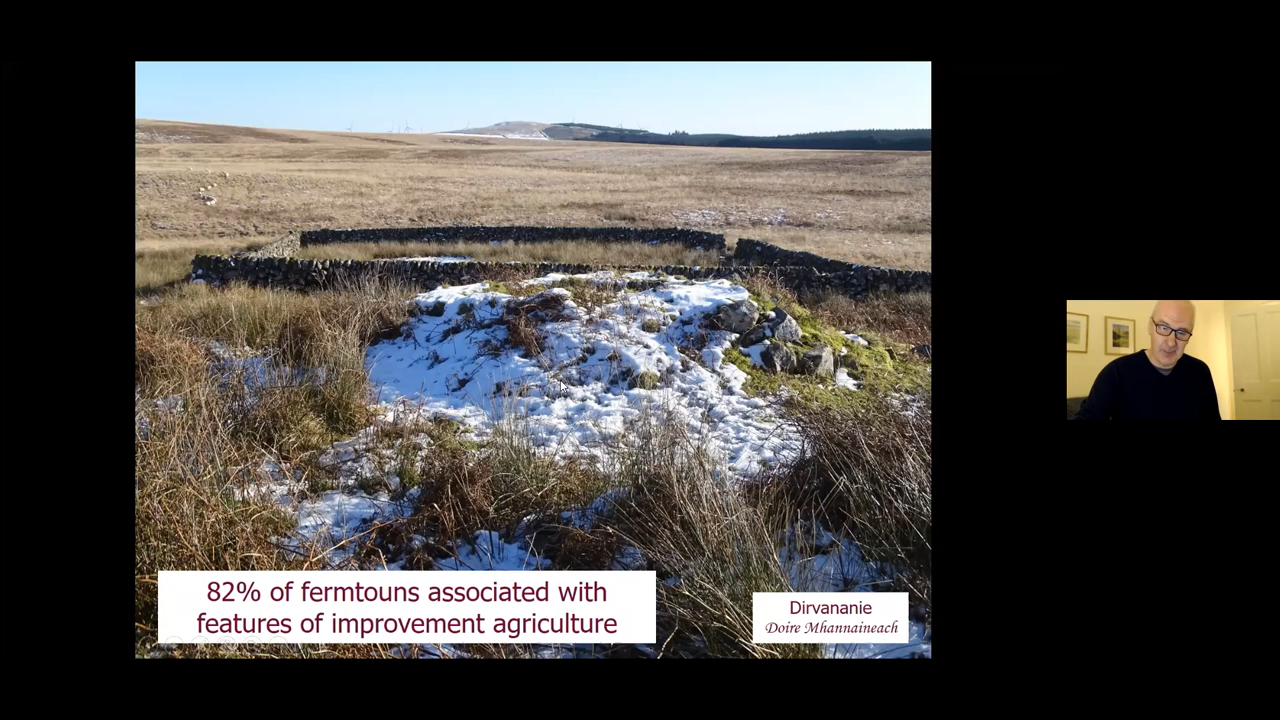 82% of fermtouns associated with
features of improvement agriculture
Dirvananie
Doire Mhannaineach